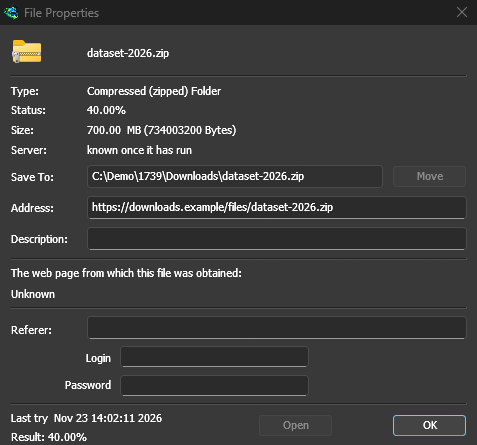 File Properties
dataset-2026.zip
Type: Compressed (zipped) Folder
Status: 40.00%
Size: 700.00 MB (734003200 Bytes)
Server: known once it has run
Save To: C:\Demo\1739\Downloads\dataset-2026.zip Move
Address: https://downloads.example/files/dataset-2026.zip
Description:
The web page from which this file was obtained:
Unknown
Referer:
Login
Password
Last try Nov 23 14:02:11 2026
Result: 40.00%
Open OK